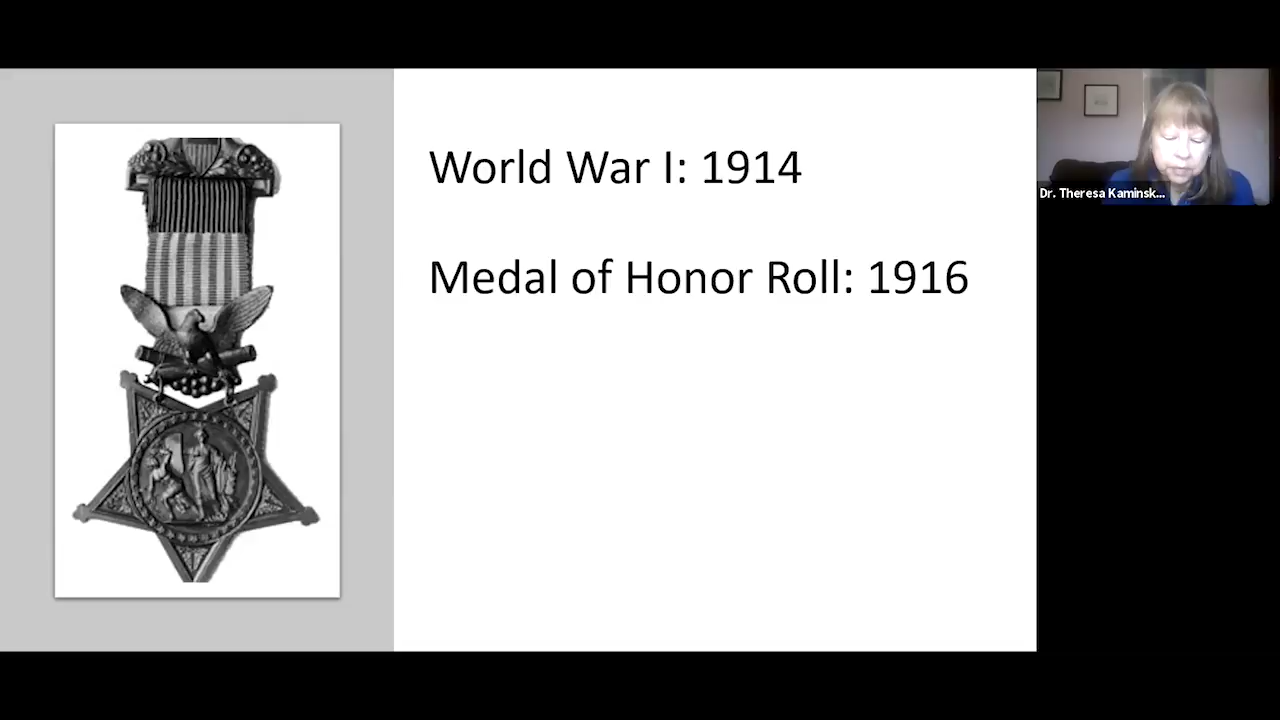 World War I: 1914
Medal of Honor Roll: 1916
Dr. Theresa Kaminsk...